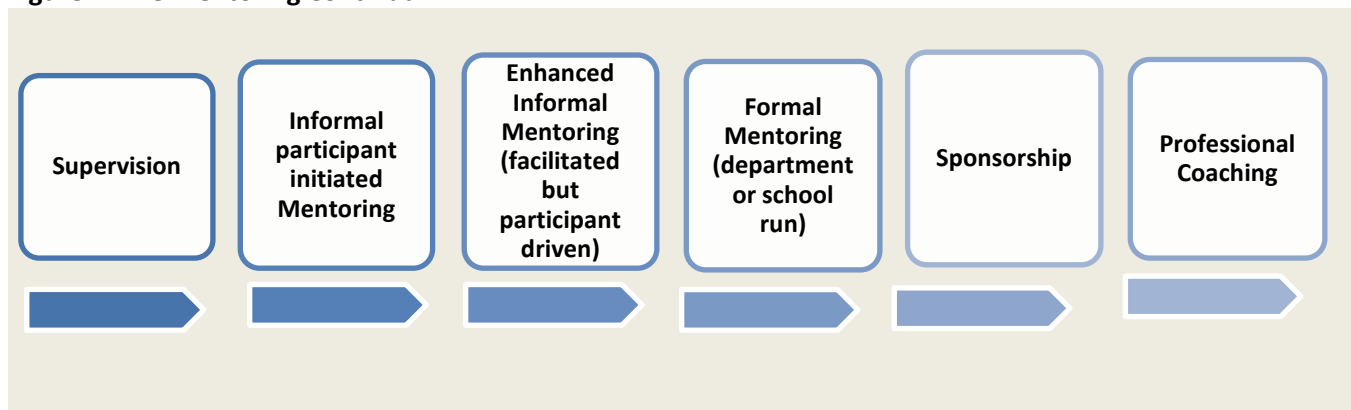 Supervision
Informal
participant
initiated
Mentoring
Enhanced
Informal
Mentoring
(facilitated
but
participant
driven)
Formal
Mentoring
(department
or school
run)
Sponsorship
Professional
Coaching